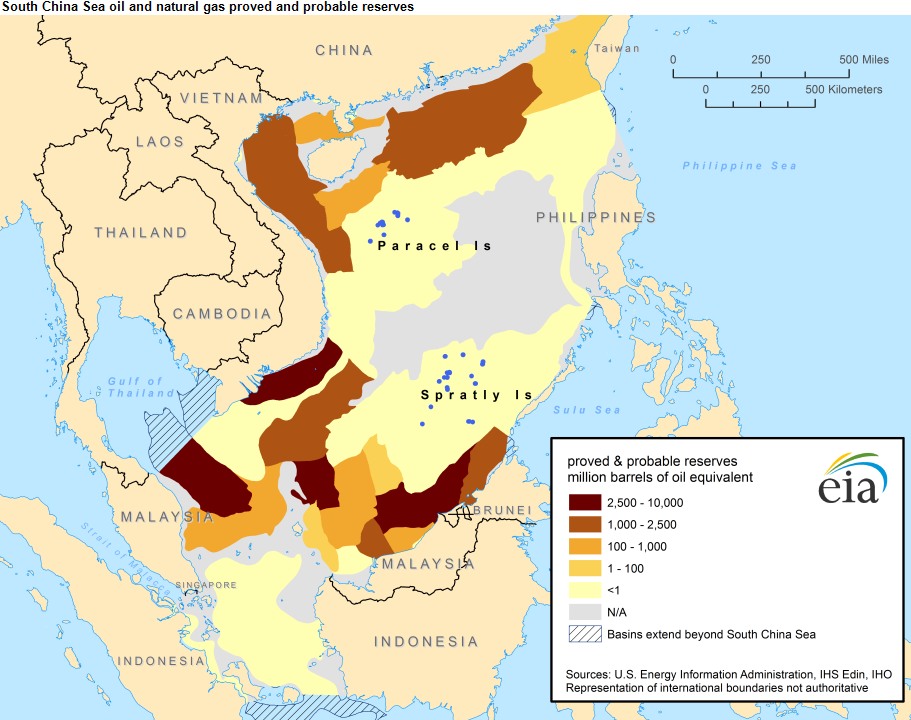 South China Sea oil and natural gas proved and probable reserves
CHINA
Taiwan
0 250 500 Miles
0 250 500 Kilometers
VIETNAM
LAOS
Philippine Sea
THAILAND
PHILIPPINES
Paracel Is
CAMBODIA
Gulf of
Thailand
Spratly Is
Sulu Sea
proved & probable reserves
million barrels of oil equivalent
eia
2,500 - 10,000
1,000 - 2,500
100 - 1,000
1 - 100
<1
N/A
Basins extend beyond South China Sea
Sources: U.S. Energy Information Administration, IHS Edin, IHO
Representation of international boundaries not authoritative
BRUNEI
MALAYSIA
Strait of Malacca
MALAYSIA
SINGAPORE
INDONESIA
INDONESIA